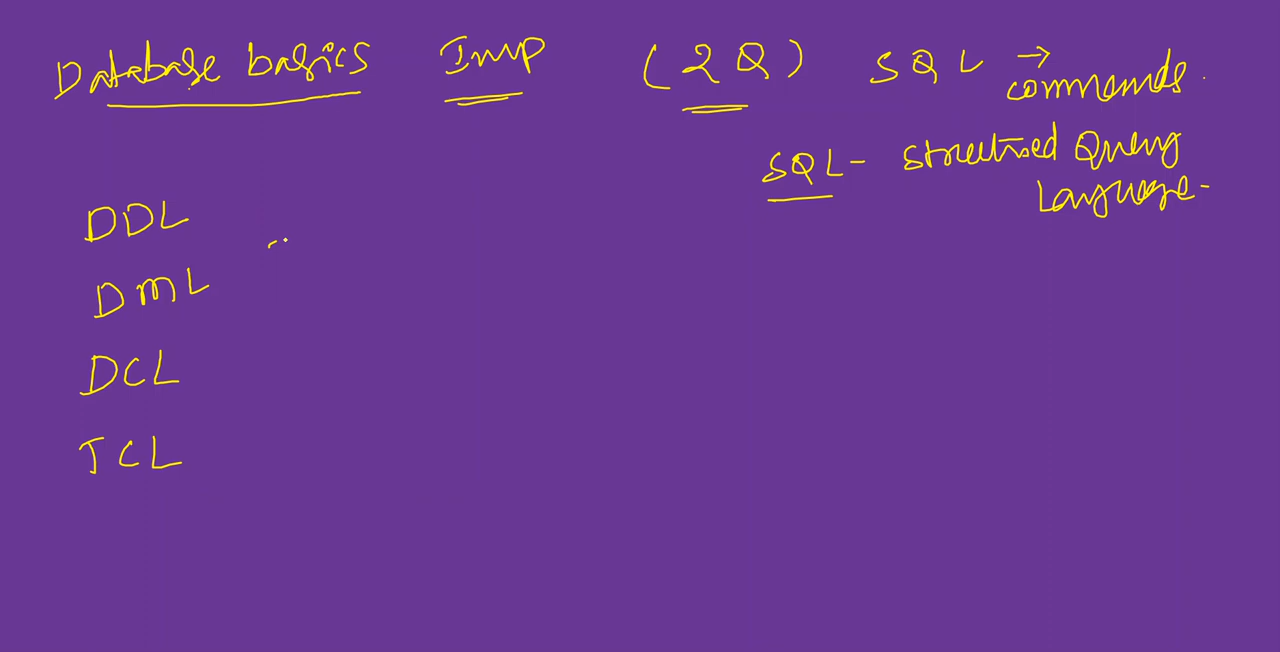 Database basics Imp (2Q) SQL → commands.
SQL - Structured Query
Language-
DDL
DML
DCL
TCL